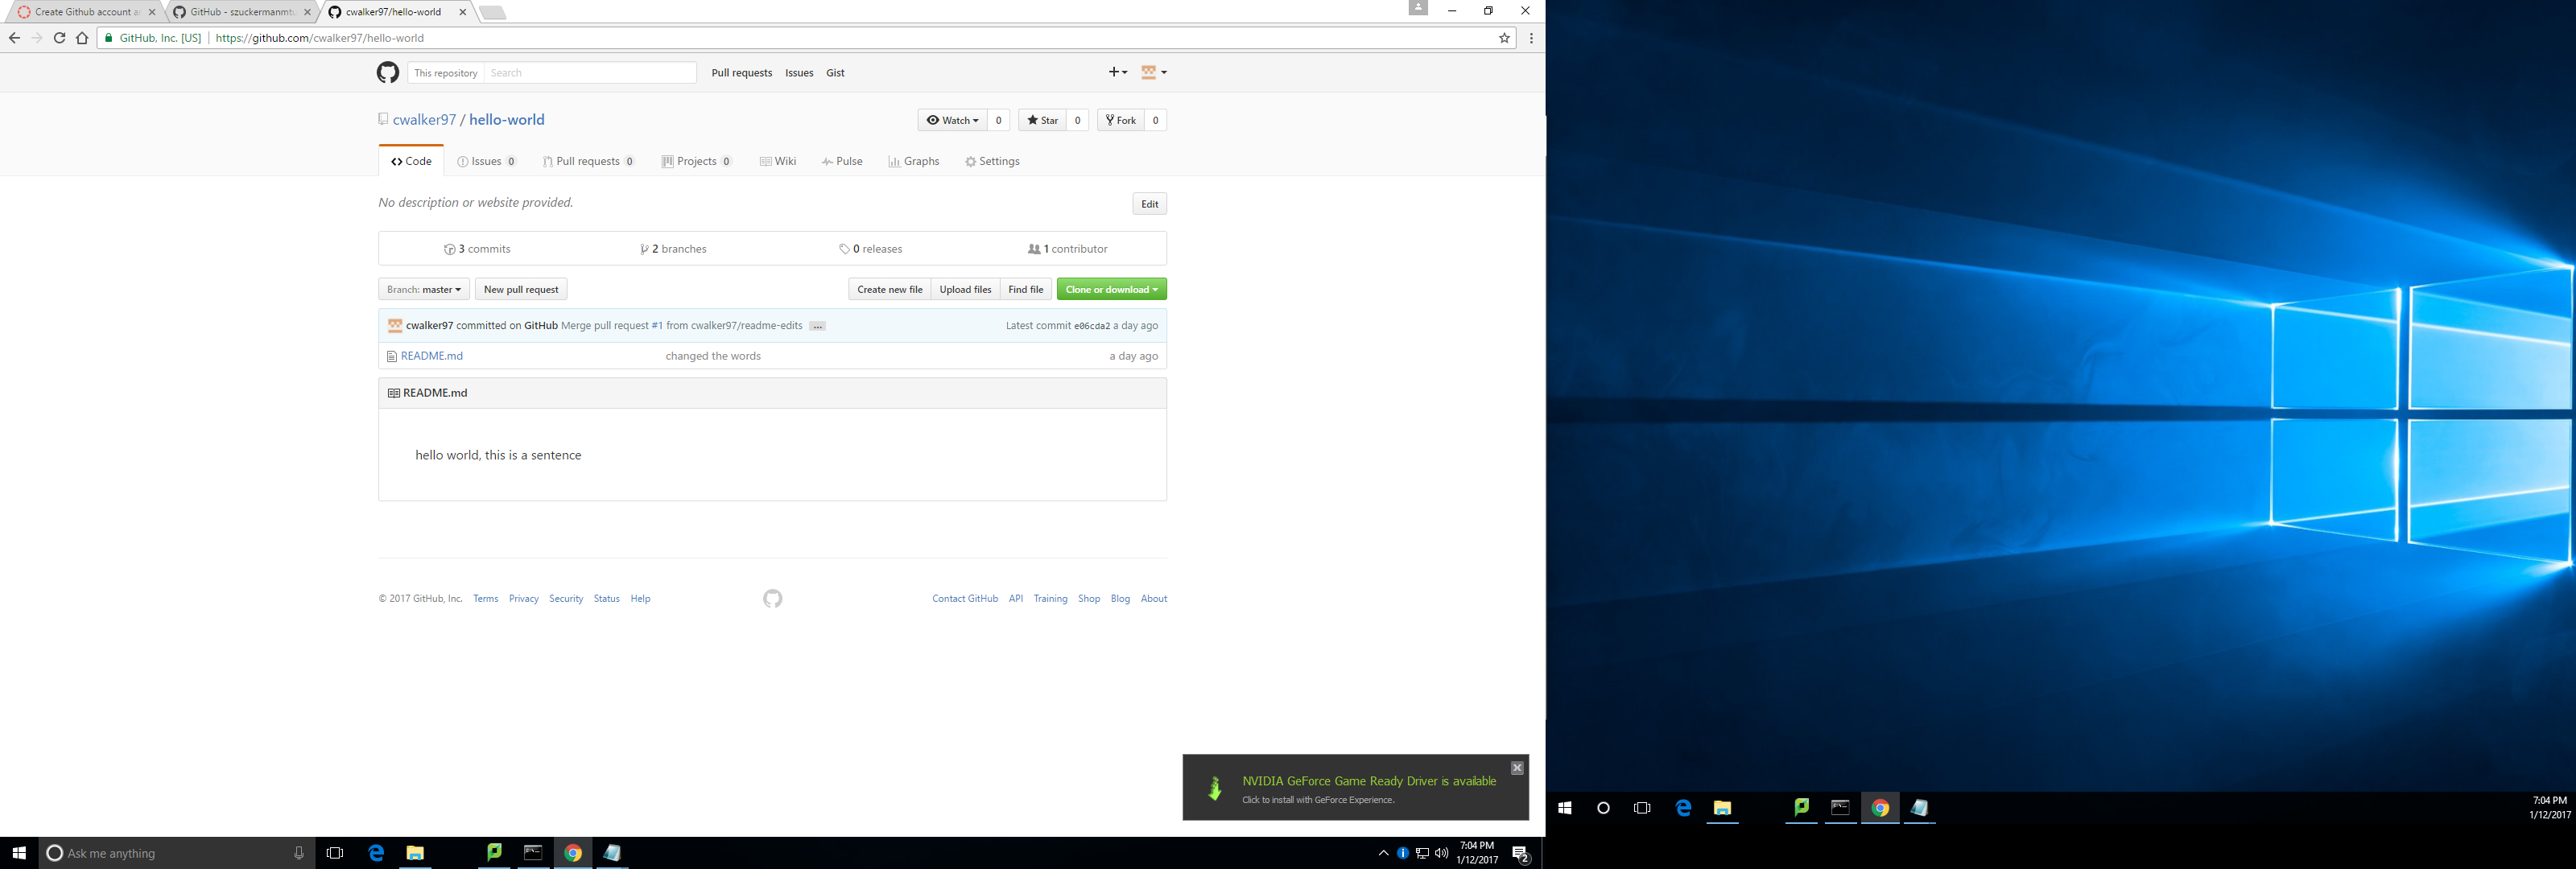 Create Github account a
GitHub - szuckermanmtu
cwalker97/hello-world
GitHub, Inc. [US]
https://github.com/cwalker97/hello-world
This repository
Search
Pull requests
Issues
Gist
cwalker97 / hello-world
Watch
0
Star
0
Fork
0
Code
Issues 0
Pull requests 0
Projects 0
Wiki
Pulse
Graphs
Settings
No description or website provided.
Edit
3 commits
2 branches
0 releases
1 contributor
Branch: master
New pull request
Create new file
Upload files
Find file
Clone or download
cwalker97 committed on GitHub Merge pull request #1 from cwalker97/readme-edits ...
Latest commit e06cda2 a day ago
README.md
changed the words
a day ago
README.md
hello world, this is a sentence
© 2017 GitHub, Inc.
Terms
Privacy
Security
Status
Help
Contact GitHub
API
Training
Shop
Blog
About
NVIDIA GeForce Game Ready Driver is available
Click to install with GeForce Experience.
7:04 PM
1/12/2017
Ask me anything
7:04 PM
1/12/2017
2